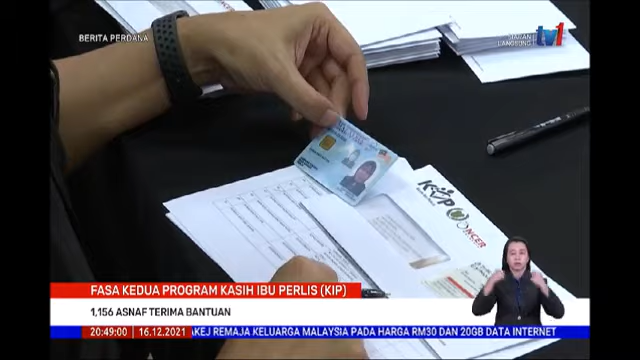 BERITA PERDANA
SIARAN
LANGSUNG
tv1
NCER
FASA KEDUA PROGRAM KASIH IBU PERLIS (KIP)
1,156 ASNAF TERIMA BANTUAN
20:49:00 16.12.2021 AKEJ REMAJA KELUARGA MALAYSIA PADA HARGA RM30 DAN 20GB DATA INTERNET